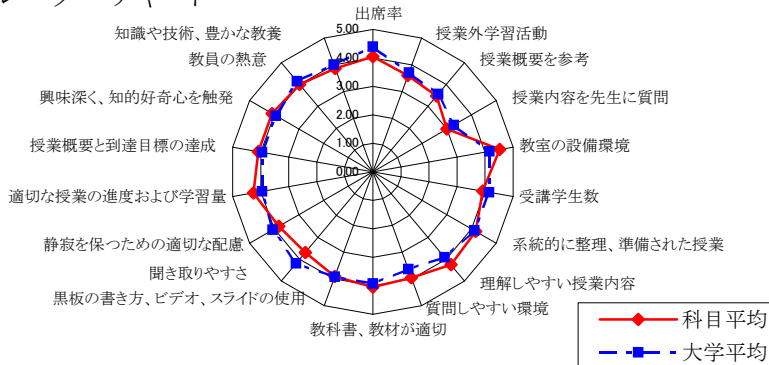 出席率
授業外学習活動
授業概要を参考
授業内容を先生に質問
教室の設備環境
受講学生数
系統的に整理、準備された授業
理解しやすい授業内容
質問しやすい環境
教科書、教材が適切
黒板の書き方、ビデオ、スライドの使用
聞き取りやすさ
静寂を保つための適切な配慮
適切な授業の進度および学習量
授業概要と到達目標の達成
興味深く、知的好奇心を触発
教員の熱意
知識や技術、豊かな教養
5.00
4.00
3.00
2.00
1.00
0.00
科目平均
大学平均